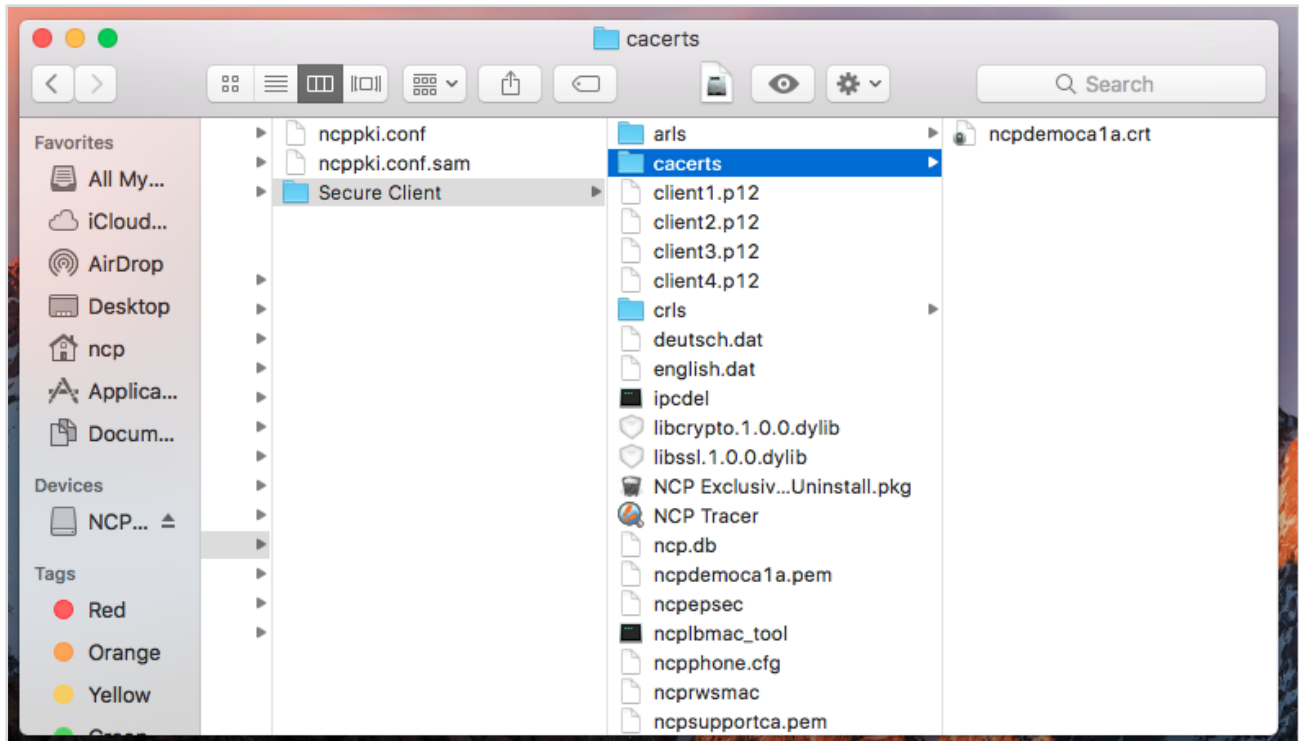 cacerts
Search
Favorites
All My...
iCloud...
AirDrop
Desktop
ncp
Applica...
Docum...
Devices
NCP...
Tags
Red
Orange
Yellow
Green
ncppki.conf
ncppki.conf.sam
Secure Client
arls
cacerts
client1.p12
client2.p12
client3.p12
client4.p12
crls
deutsch.dat
english.dat
ipcdel
libcrypto.1.0.0.dylib
libssl.1.0.0.dylib
NCP Exclusiv...Uninstall.pkg
NCP Tracer
ncp.db
ncpdemoca1a.pem
ncpepsec
ncplbmac_tool
ncpphone.cfg
ncprwsmac
ncpsupportca.pem
ncpdemoca1a.crt